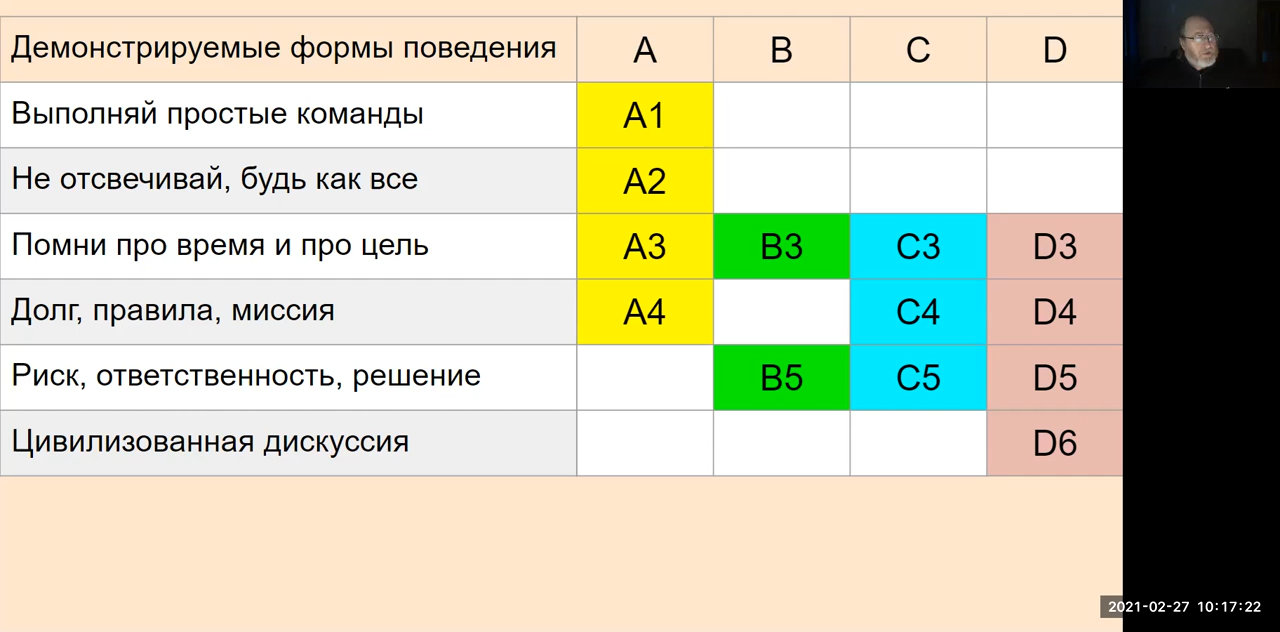 Демонстрируемые формы поведения A B C D
Выполняй простые команды A1
Не отсвечивай, будь как все A2
Помни про время и про цель A3 B3 C3 D3
Долг, правила, миссия A4 C4 D4
Риск, ответственность, решение B5 C5 D5
Цивилизованная дискуссия D6
2021-02-27 10:17:22